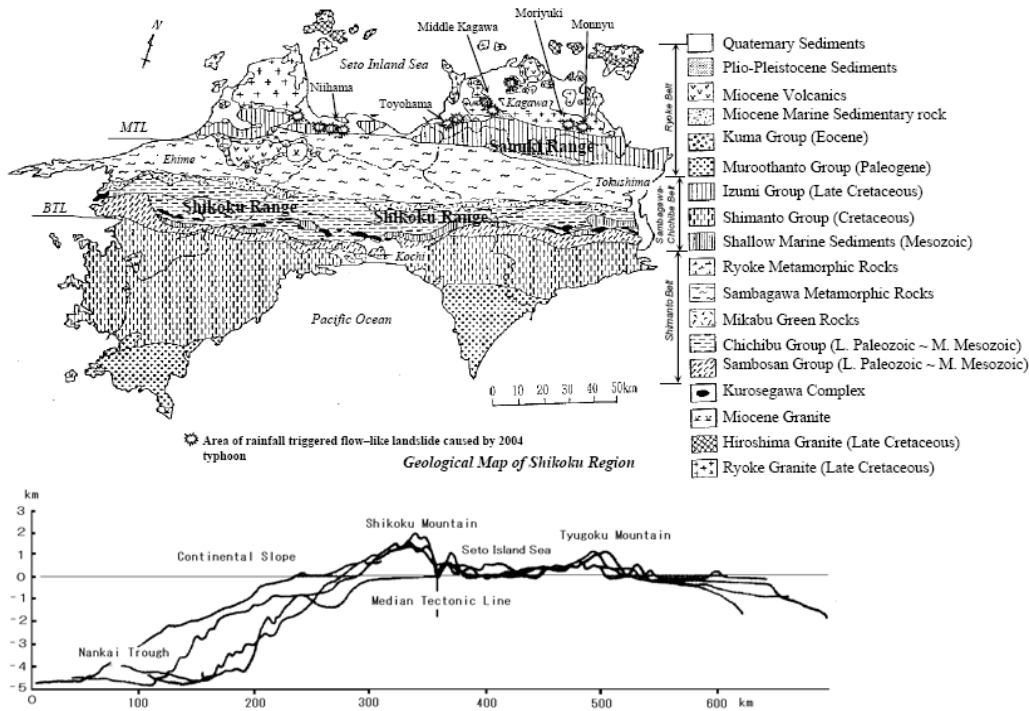 Middle Kagawa
Moriyuki
Monnyu
N
Seto Inland Sea
Niihama
Toyohama
Kagawa
MTL
Sanuki Range
Ehime
Tokushima
BTL
Shikoku Range
Shikoku Range
Kochi
Pacific Ocean
0 10 20 30 50km
Ryoke Belt
Sambagawa-
Chichibu Belt
Shimanto Belt
Quaternary Sediments
Plio-Pleistocene Sediments
Miocene Volcanics
Miocene Marine Sedimentary rock
Kuma Group (Eocene)
Muroothanto Group (Paleogene)
Izumi Group (Late Cretaceous)
Shimanto Group (Cretaceous)
Shallow Marine Sediments (Mesozoic)
Ryoke Metamorphic Rocks
Sambagawa Metamorphic Rocks
Mikabu Green Rocks
Chichibu Group (L. Paleozoic ~ M. Mesozoic)
Sambosan Group (L. Paleozoic ~ M. Mesozoic)
Kurosegawa Complex
Miocene Granite
Hiroshima Granite (Late Cretaceous)
Ryoke Granite (Late Cretaceous)
Area of rainfall triggered flow–like landslide caused by 2004
typhoon
Geological Map of Shikoku Region
km
3
2
1
0
-1
-2
-3
-4
-5
Shikoku Mountain
Tyugoku Mountain
Continental Slope
Seto Island Sea
Median Tectonic Line
Nankai Trough
0 100 200 300 400 500 600 km